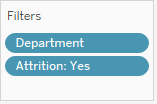 Filters
Department
Attrition: Yes